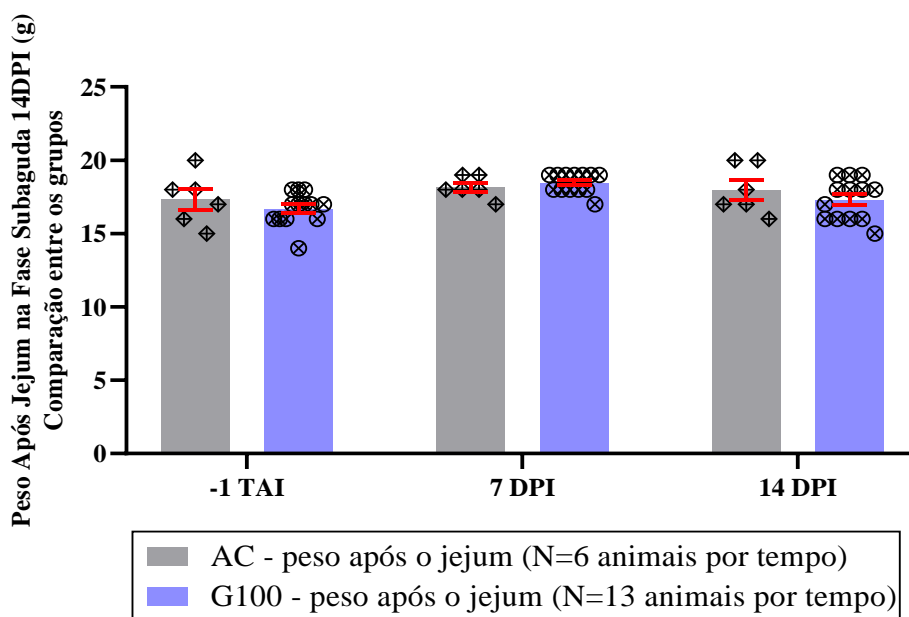 Peso Após Jejum na Fase Subaguda 14DPI (g)
Comparação entre os grupos
25
20
15
10
5
0
-1 TAI
7 DPI
14 DPI
AC - peso após o jejum (N=6 animais por tempo)
G100 - peso após o jejum (N=13 animais por tempo)